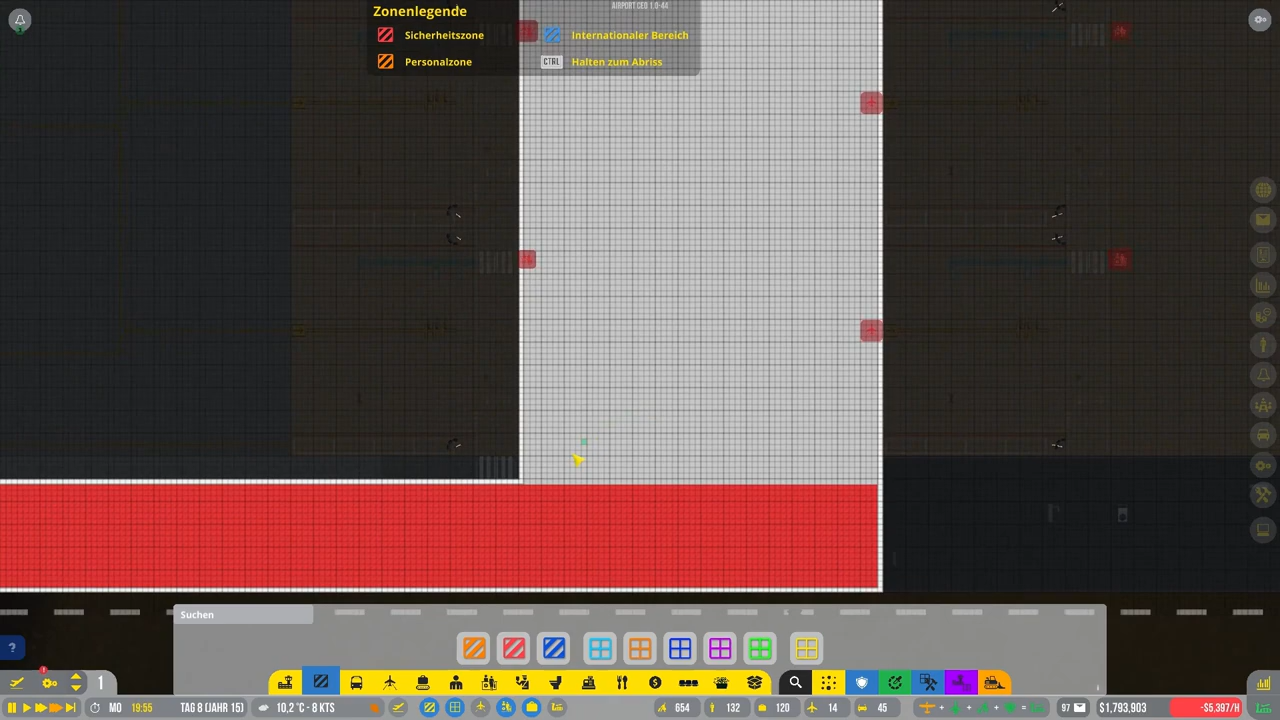 AIRPORT CEO 1.0-44
Zonenlegende
Sicherheitszone
Internationaler Bereich
Personalzone
CTRL
Halten zum Abriss
Suchen
?
1
MO 19:55
TAG 8 (JAHR 15)
10,2 °C - 8 KTS
654
132
120
14
45
97
$1,793,903
-$5.397/H